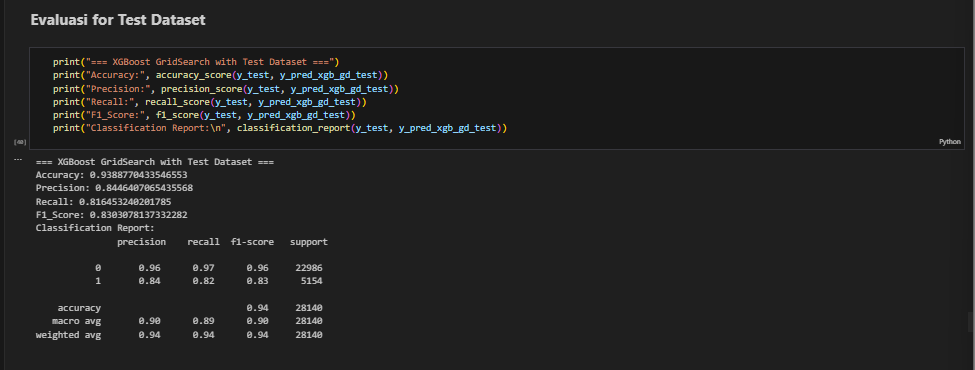 Evaluasi for Test Dataset
print("=== XGBoost GridSearch with Test Dataset ===")
print("Accuracy:", accuracy_score(y_test, y_pred_xgb_gd_test))
print("Precision:", precision_score(y_test, y_pred_xgb_gd_test))
print("Recall:", recall_score(y_test, y_pred_xgb_gd_test))
print("F1_Score:", f1_score(y_test, y_pred_xgb_gd_test))
print("Classification Report:\n", classification_report(y_test, y_pred_xgb_gd_test))
Python
...
=== XGBoost GridSearch with Test Dataset ===
Accuracy: 0.9388770433546553
Precision: 0.8446407065435568
Recall: 0.816453240201785
F1_Score: 0.8303078137332282
Classification Report:
precision recall f1-score support
0 0.96 0.97 0.96 22986
1 0.84 0.82 0.83 5154
accuracy 0.94 28140
macro avg 0.90 0.89 0.90 28140
weighted avg 0.94 0.94 0.94 28140